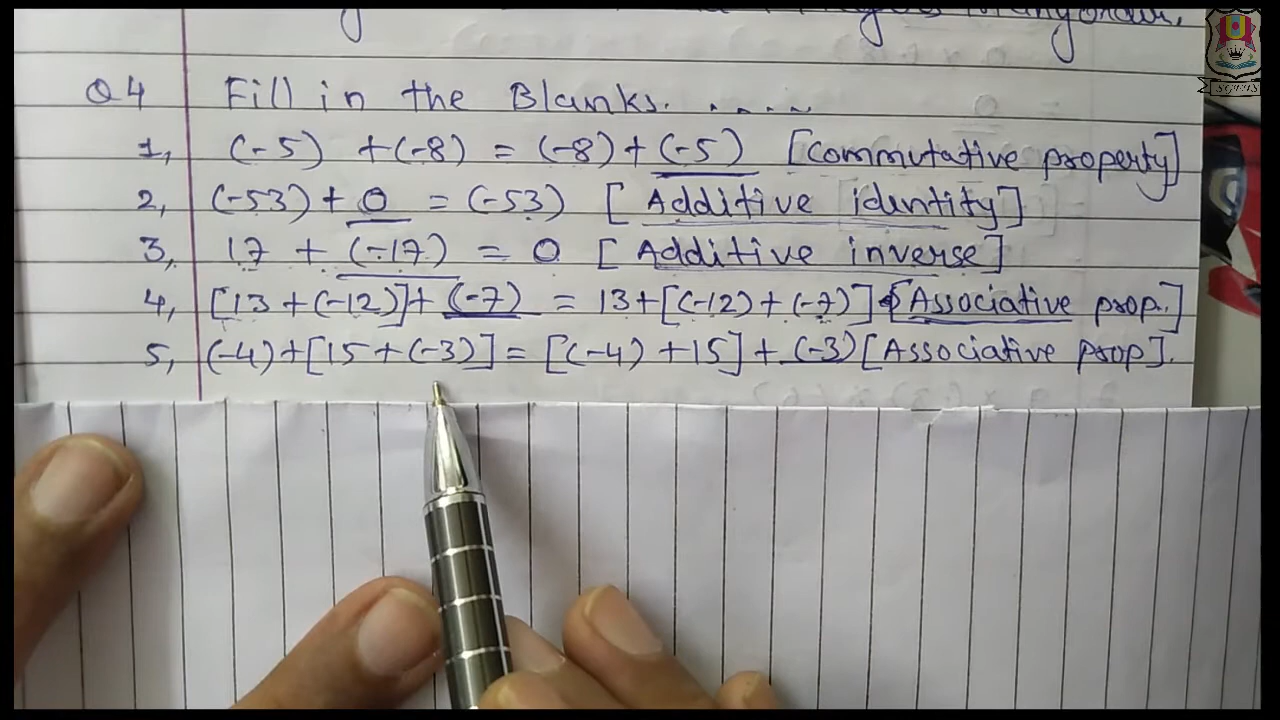 Q4 Fill in the Blanks. . . . .
1, (-5) + (-8) = (-8) + (-5) [Commutative property]
2, (-53) + 0 = (-53) [Additive identity]
3, 17 + (-17) = 0 [Additive inverse]
4, [13 + (-12)] + (-7) = 13 + [(-12) + (-7)] [Associative prop.]
5, (-4) + [15 + (-3)] = [(-4) + 15] + (-3) [Associative prop].